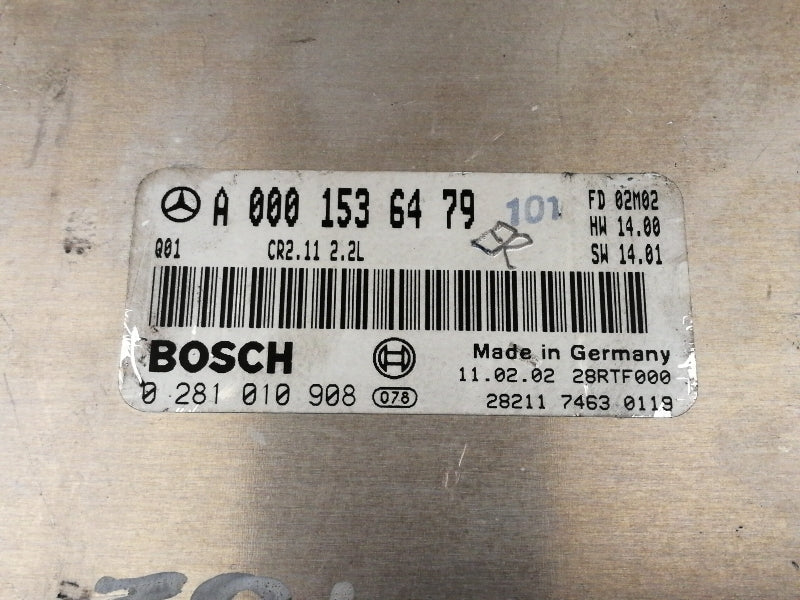 A 000 153 64 79
101
FD 02M02
HW 14.00
Q01 CR2.11 2.2L
SW 14.01
BOSCH
Made in Germany
11.02.02 28RTF000
0 281 010 908 078
28211 7463 0119